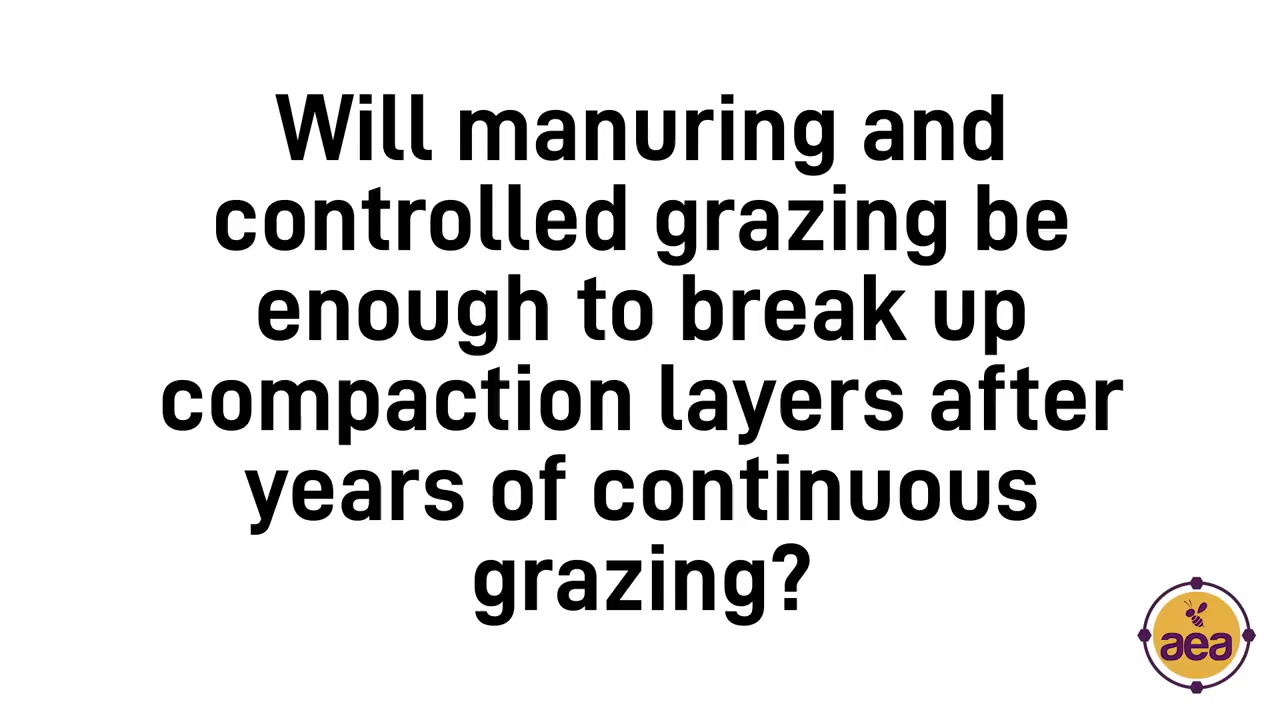 Will manuring and
controlled grazing be
enough to break up
compaction layers after
years of continuous
grazing?
aea